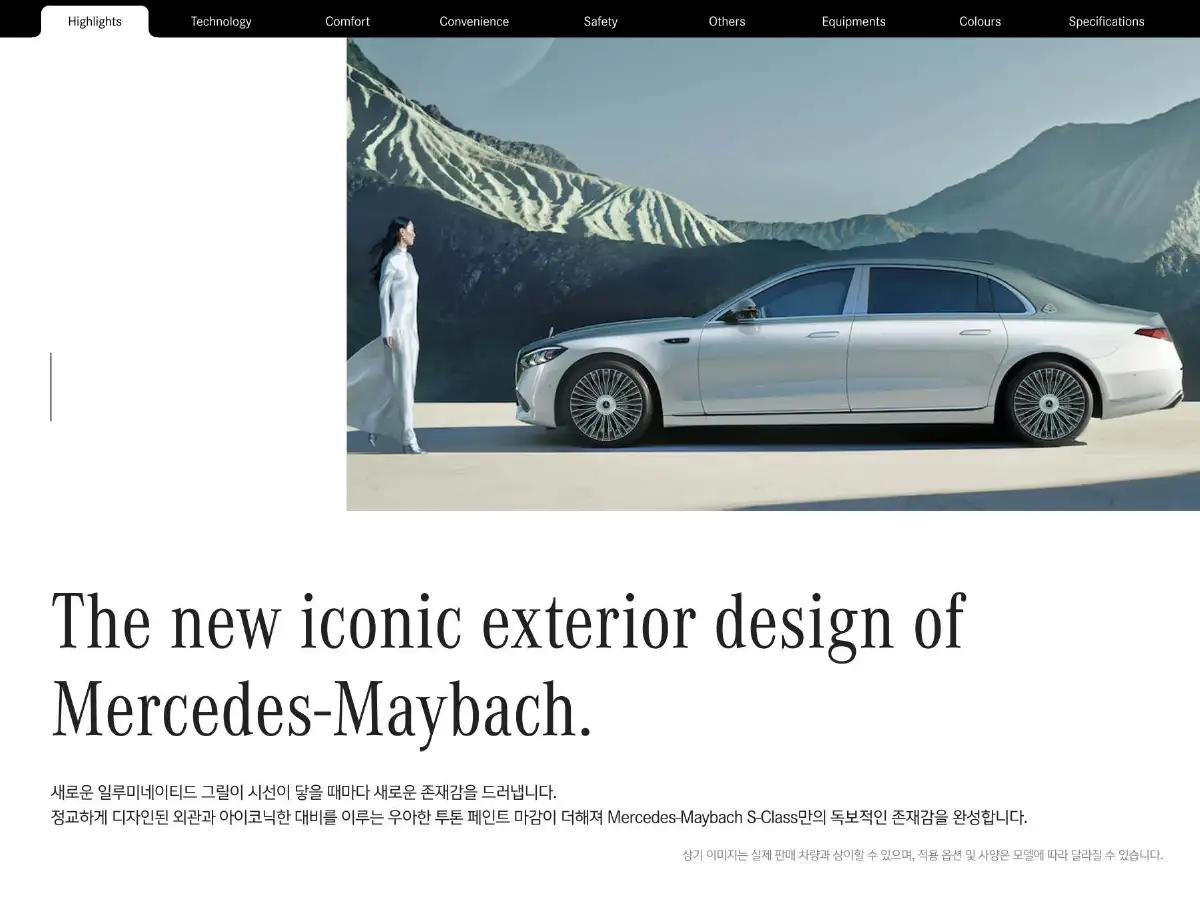 Highlights
Technology
Comfort
Convenience
Safety
Others
Equipments
Colours
Specifications
The new iconic exterior design of
Mercedes-Maybach.
새로운 일루미네이티드 그릴이 시선이 닿을 때마다 새로운 존재감을 드러냅니다.
정교하게 디자인된 외관과 아이코닉한 대비를 이루는 우아한 투톤 페인트 마감이 더해져 Mercedes-Maybach S-Class만의 독보적인 존재감을 완성합니다.
상기 이미지는 실제 판매 차량과 상이할 수 있으며, 적용 옵션 및 사양은 모델에 따라 달라질 수 있습니다.